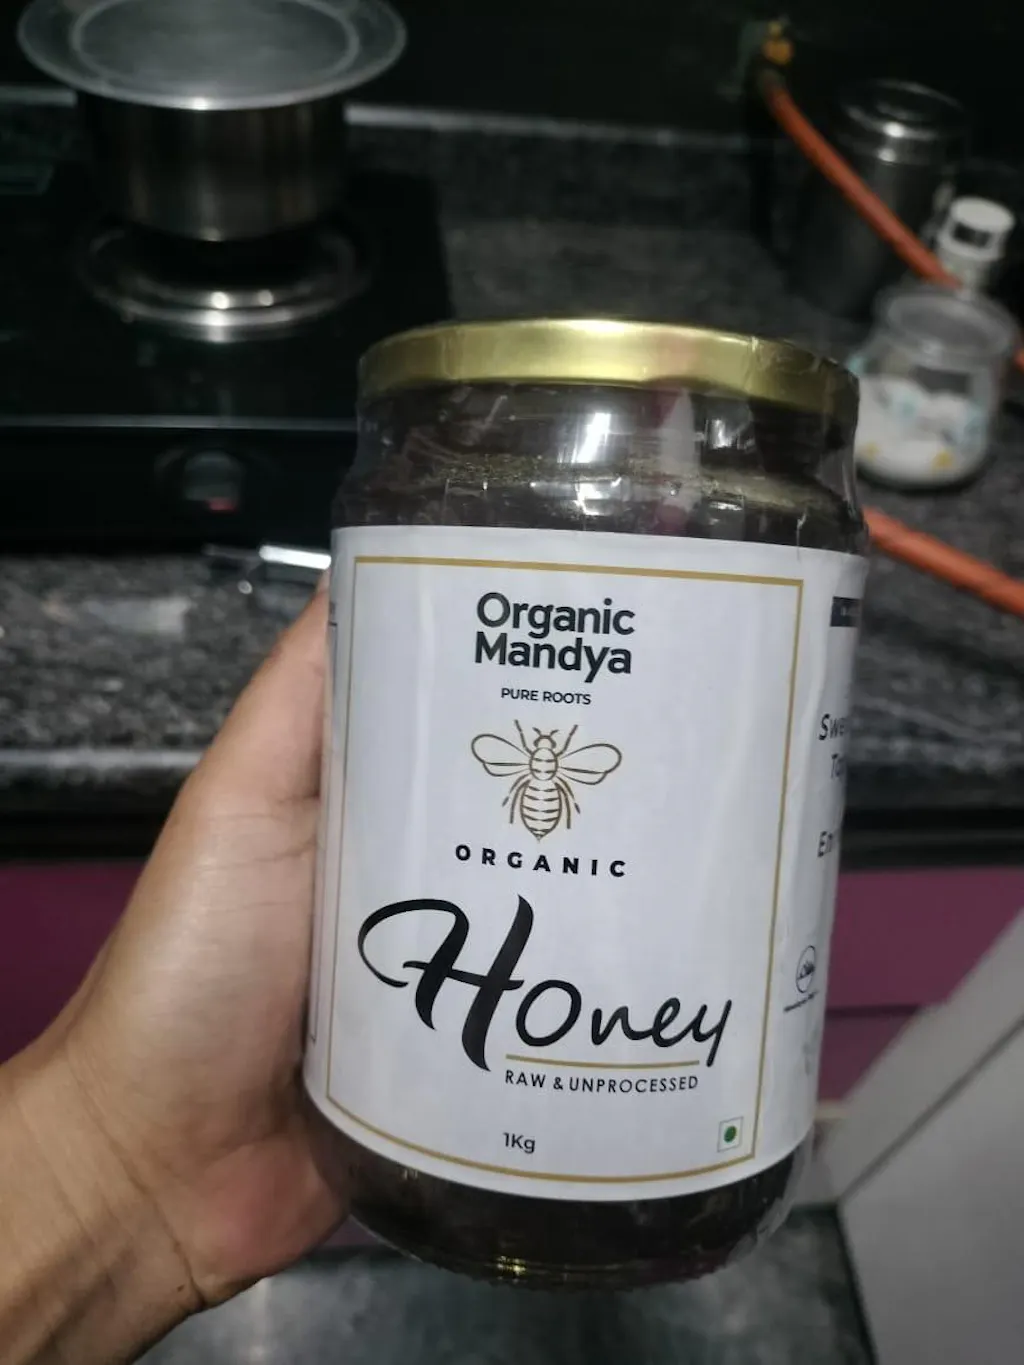 Organic
Mandya
PURE ROOTS
ORGANIC
Honey
RAW & UNPROCESSED
1Kg